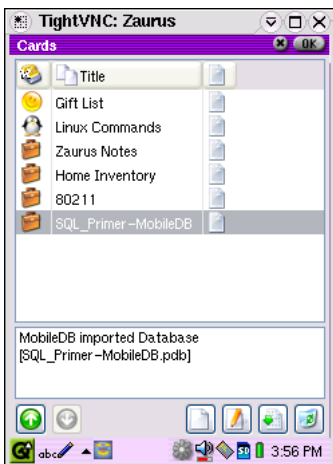 TightVNC: Zaurus
Cards
OK
Title
Gift List
Linux Commands
Zaurus Notes
Home Inventory
80211
SQL_Primer-MobileDB
MobileDB imported Database
[SQL_Primer-MobileDB.pdb]
abc
SD
3:56 PM